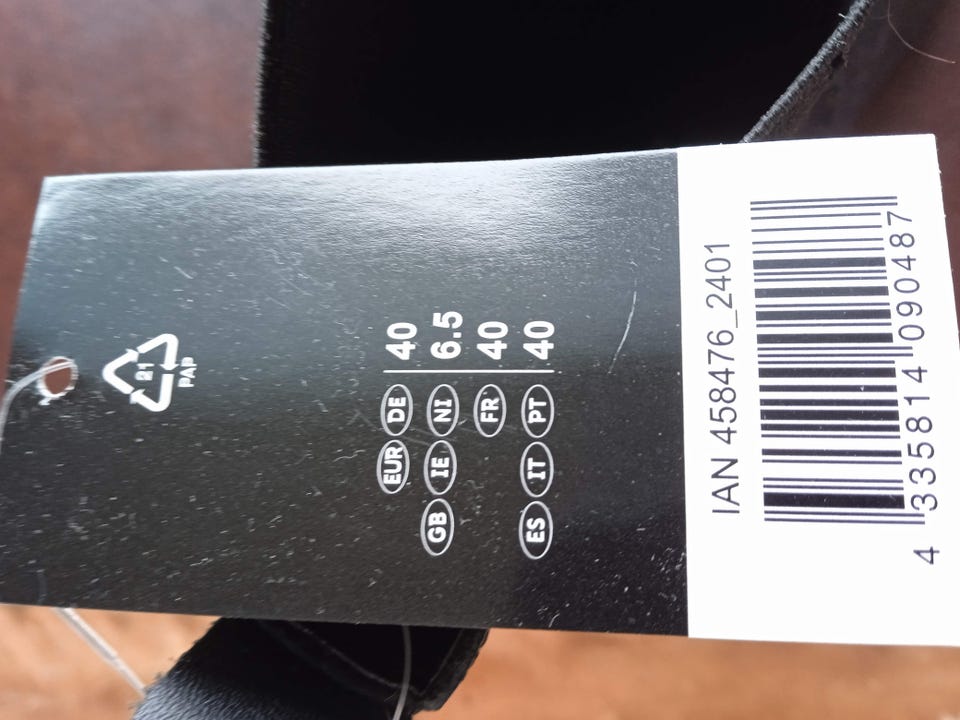 21
PAP
EUR DE 40
GB IE NI 6.5
FR 40
ES IT PT 40
IAN 458476_2401
4 335814 090487